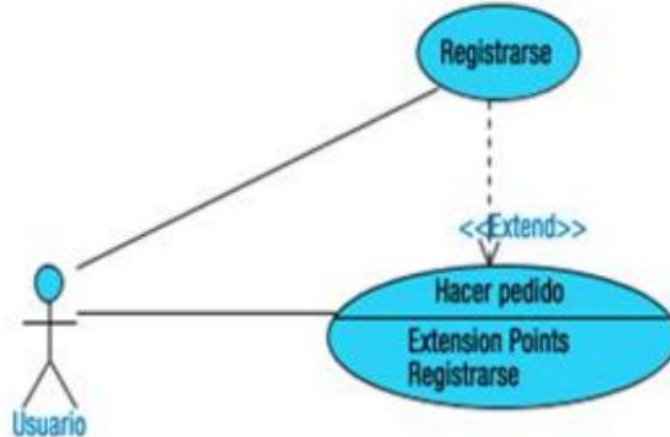 Registrarse
<<Extend>>
Hacer pedido
Extension Points
Registrarse
Usuario